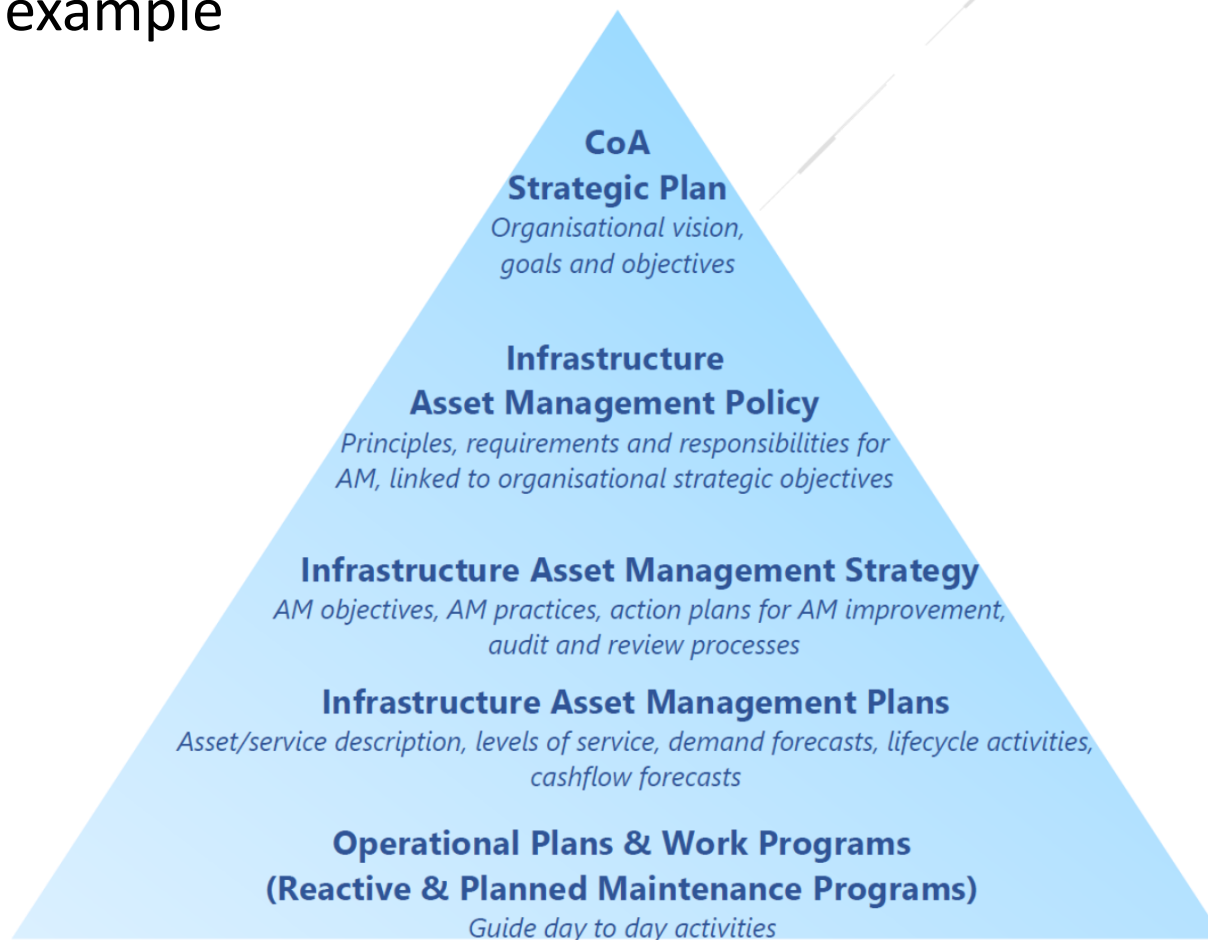 example
CoA
Strategic Plan
Organisational vision,
goals and objectives
Infrastructure
Asset Management Policy
Principles, requirements and responsibilities for
AM, linked to organisational strategic objectives
Infrastructure Asset Management Strategy
AM objectives, AM practices, action plans for AM improvement,
audit and review processes
Infrastructure Asset Management Plans
Asset/service description, levels of service, demand forecasts, lifecycle activities,
cashflow forecasts
Operational Plans & Work Programs
(Reactive & Planned Maintenance Programs)
Guide day to day activities